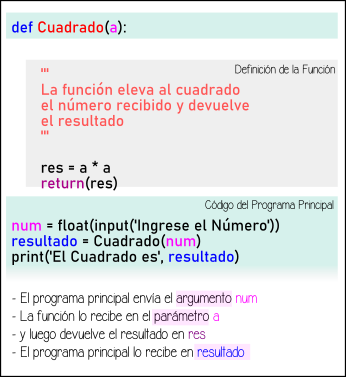 def Cuadrado(a):
Definición de la Función
'''
La función eleva al cuadrado
el número recibido y devuelve
el resultado
'''
res = a * a
return(res)
Código del Programa Principal
num = float(input('Ingrese el Número'))
resultado = Cuadrado(num)
print('El Cuadrado es', resultado)
- El programa principal envía el argumento num
- La función lo recibe en el parámetro a
- y luego devuelve el resultado en res
- El programa principal lo recibe en resultado